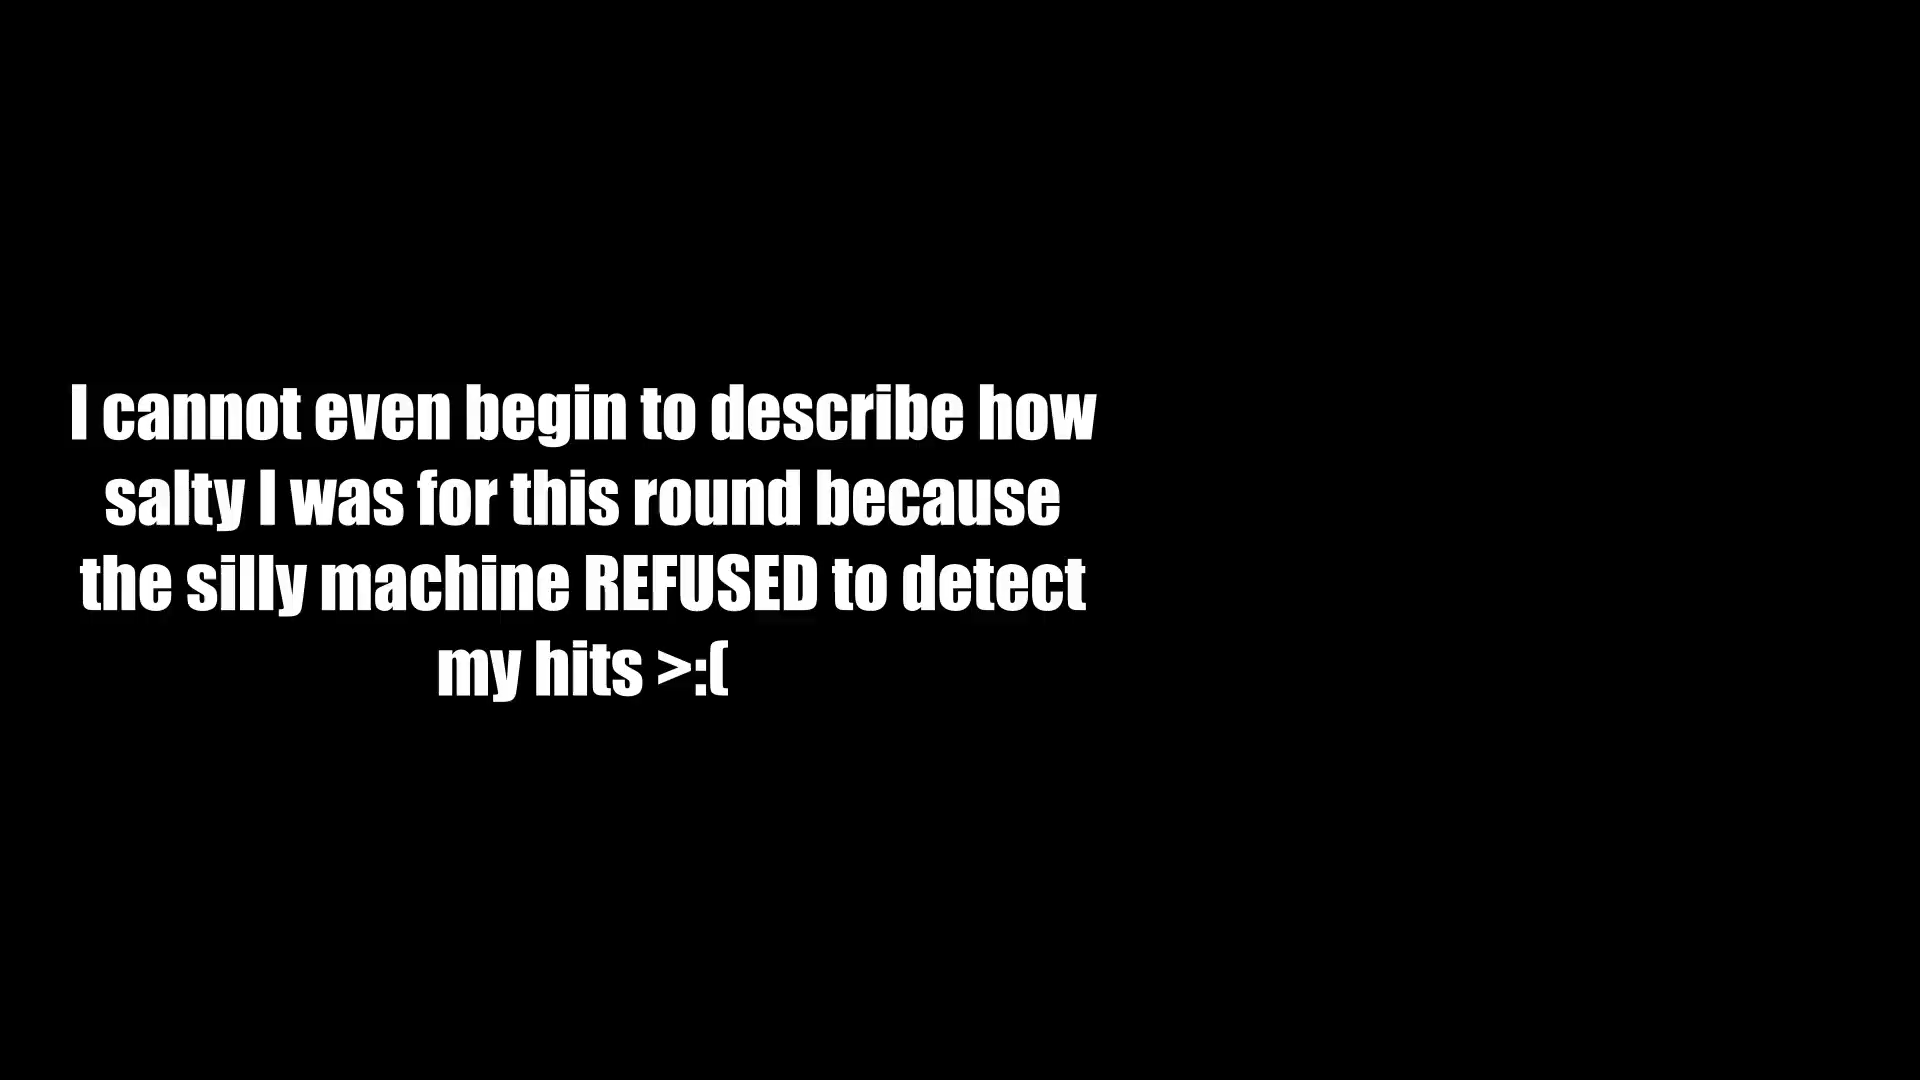 I cannot even begin to describe how
salty I was for this round because
the silly machine REFUSED to detect
my hits >:(